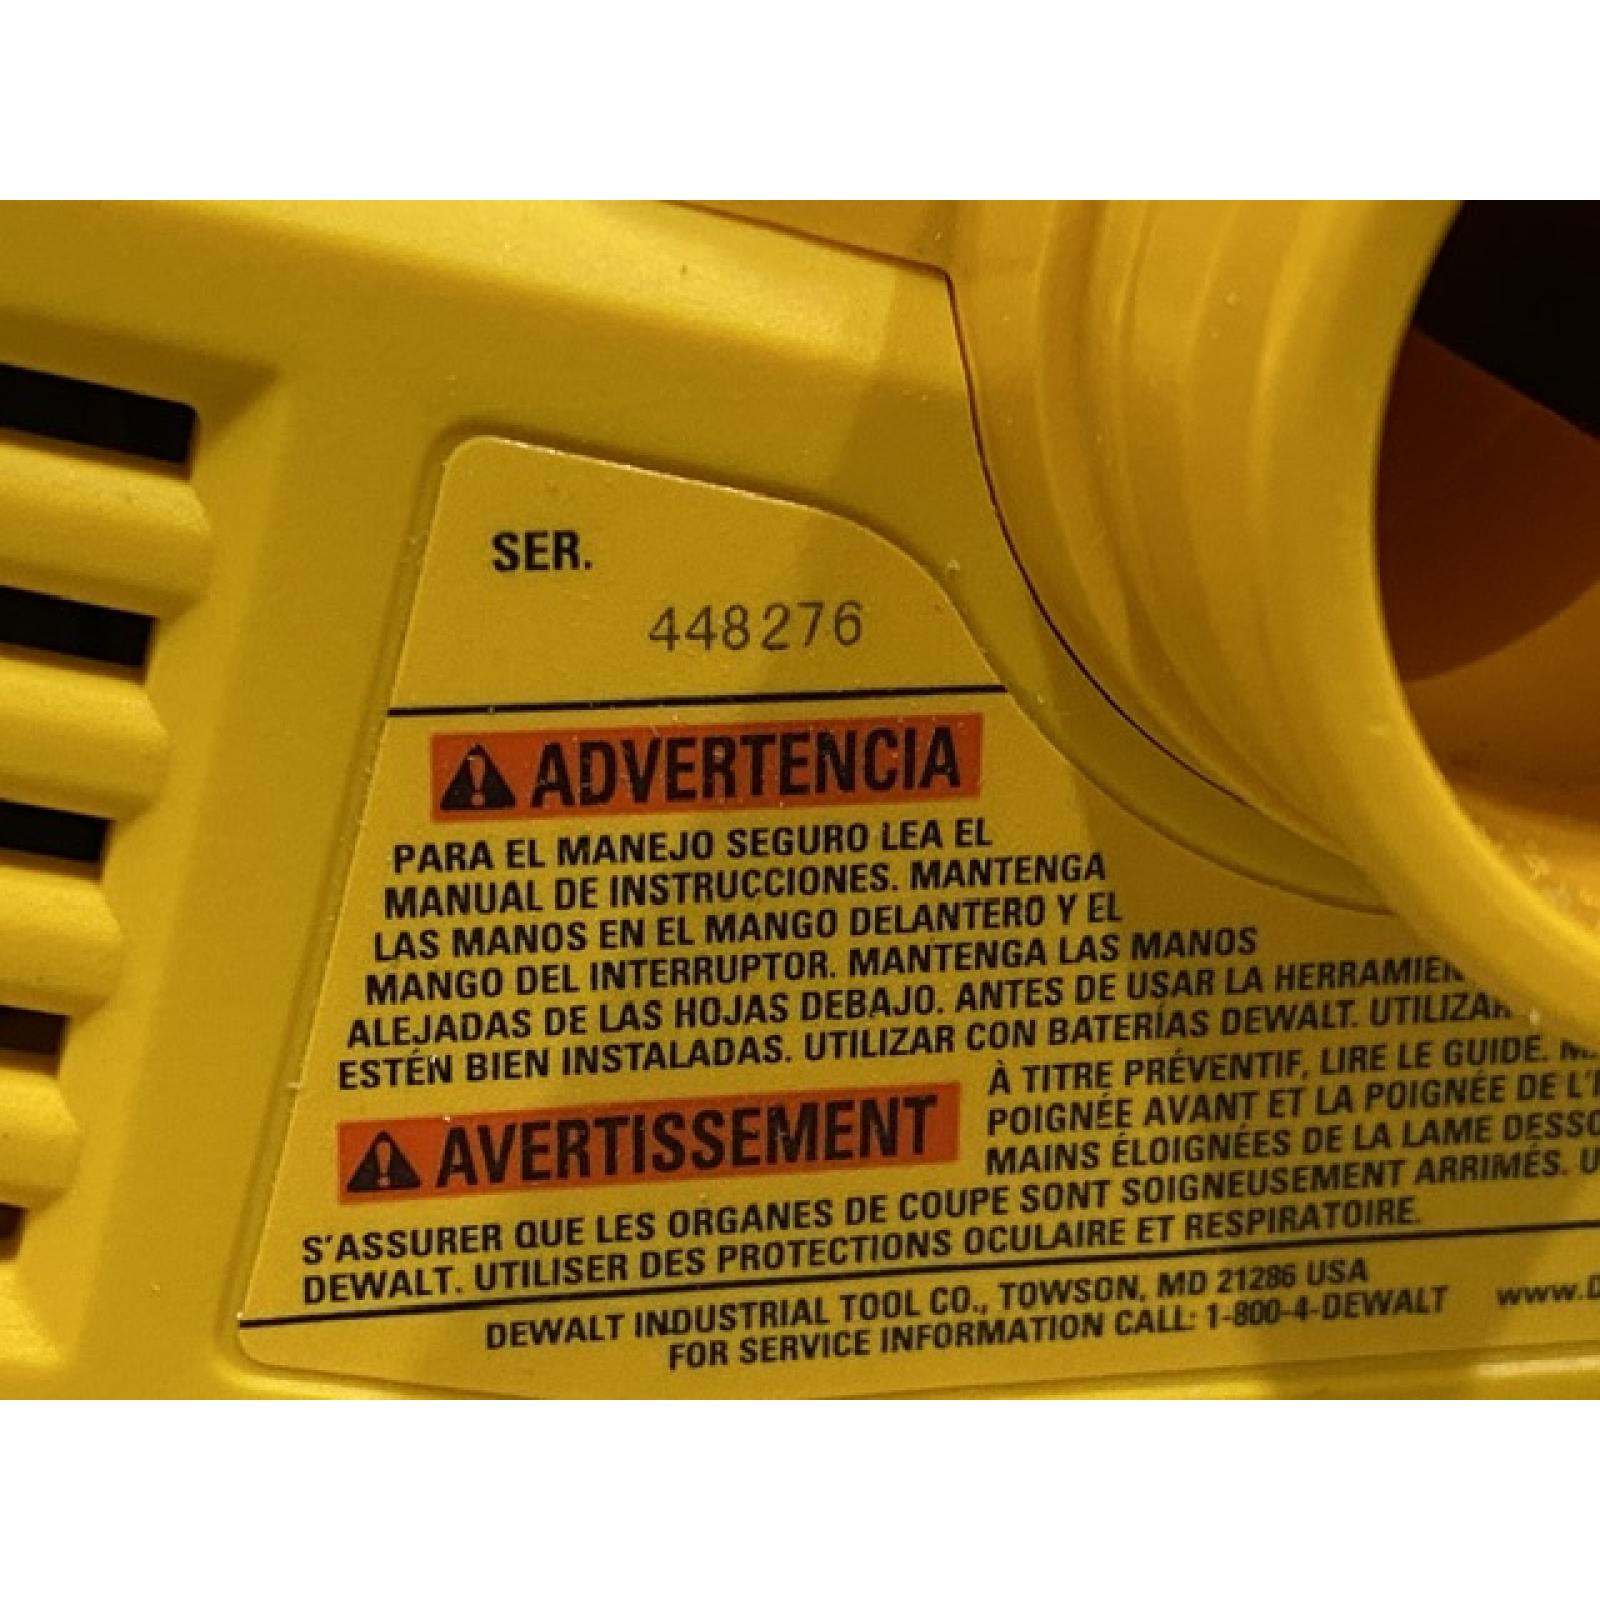 SER.
448276
ADVERTENCIA
PARA EL MANEJO SEGURO LEA EL
MANUAL DE INSTRUCCIONES. MANTENGA
LAS MANOS EN EL MANGO DELANTERO Y EL
MANGO DEL INTERRUPTOR. MANTENGA LAS MANOS
ALEJADAS DE LAS HOJAS DEBAJO. ANTES DE USAR LA
ESTÉN BIEN INSTALADAS. UTILIZAR CON BATERÍAS DEWALT. UTILIZAR
AVERTISSEMENT
À TITRE PRÉVENTIF, LIRE LE GUIDE.
POIGNÉE AVANT ET LA POIGNÉE DE
MAINS ÉLOIGNÉES DE LA LAME
S'ASSURER QUE LES ORGANES DE COUPE SONT SOIGNEUSEMENT ARRIMÉS.
DEWALT. UTILISER DES PROTECTIONS OCULAIRE ET RESPIRATOIRE.
DEWALT INDUSTRIAL TOOL CO., TOWSON, MD 21286 USA
FOR SERVICE INFORMATION CALL: 1-800-4-DEWALT